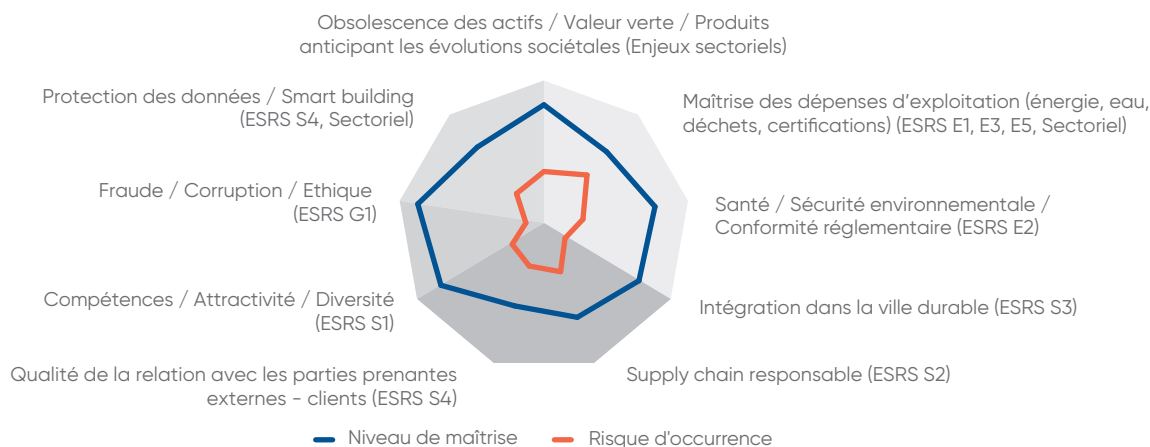 Obsolescence des actifs / Valeur verte / Produits
anticipant les évolutions sociétales (Enjeux sectoriels)
Protection des données / Smart building
(ESRS S4, Sectoriel)
Maîtrise des dépenses d'exploitation (énergie, eau,
déchets, certifications) (ESRS E1, E3, E5, Sectoriel)
Fraude / Corruption / Ethique
(ESRS G1)
Santé / Sécurité environnementale /
Conformité réglementaire (ESRS E2)
Compétences / Attractivité / Diversité
(ESRS S1)
Intégration dans la ville durable (ESRS S3)
Qualité de la relation avec les parties prenantes
externes - clients (ESRS S4)
Supply chain responsable (ESRS S2)
Niveau de maîtrise
Risque d'occurrence